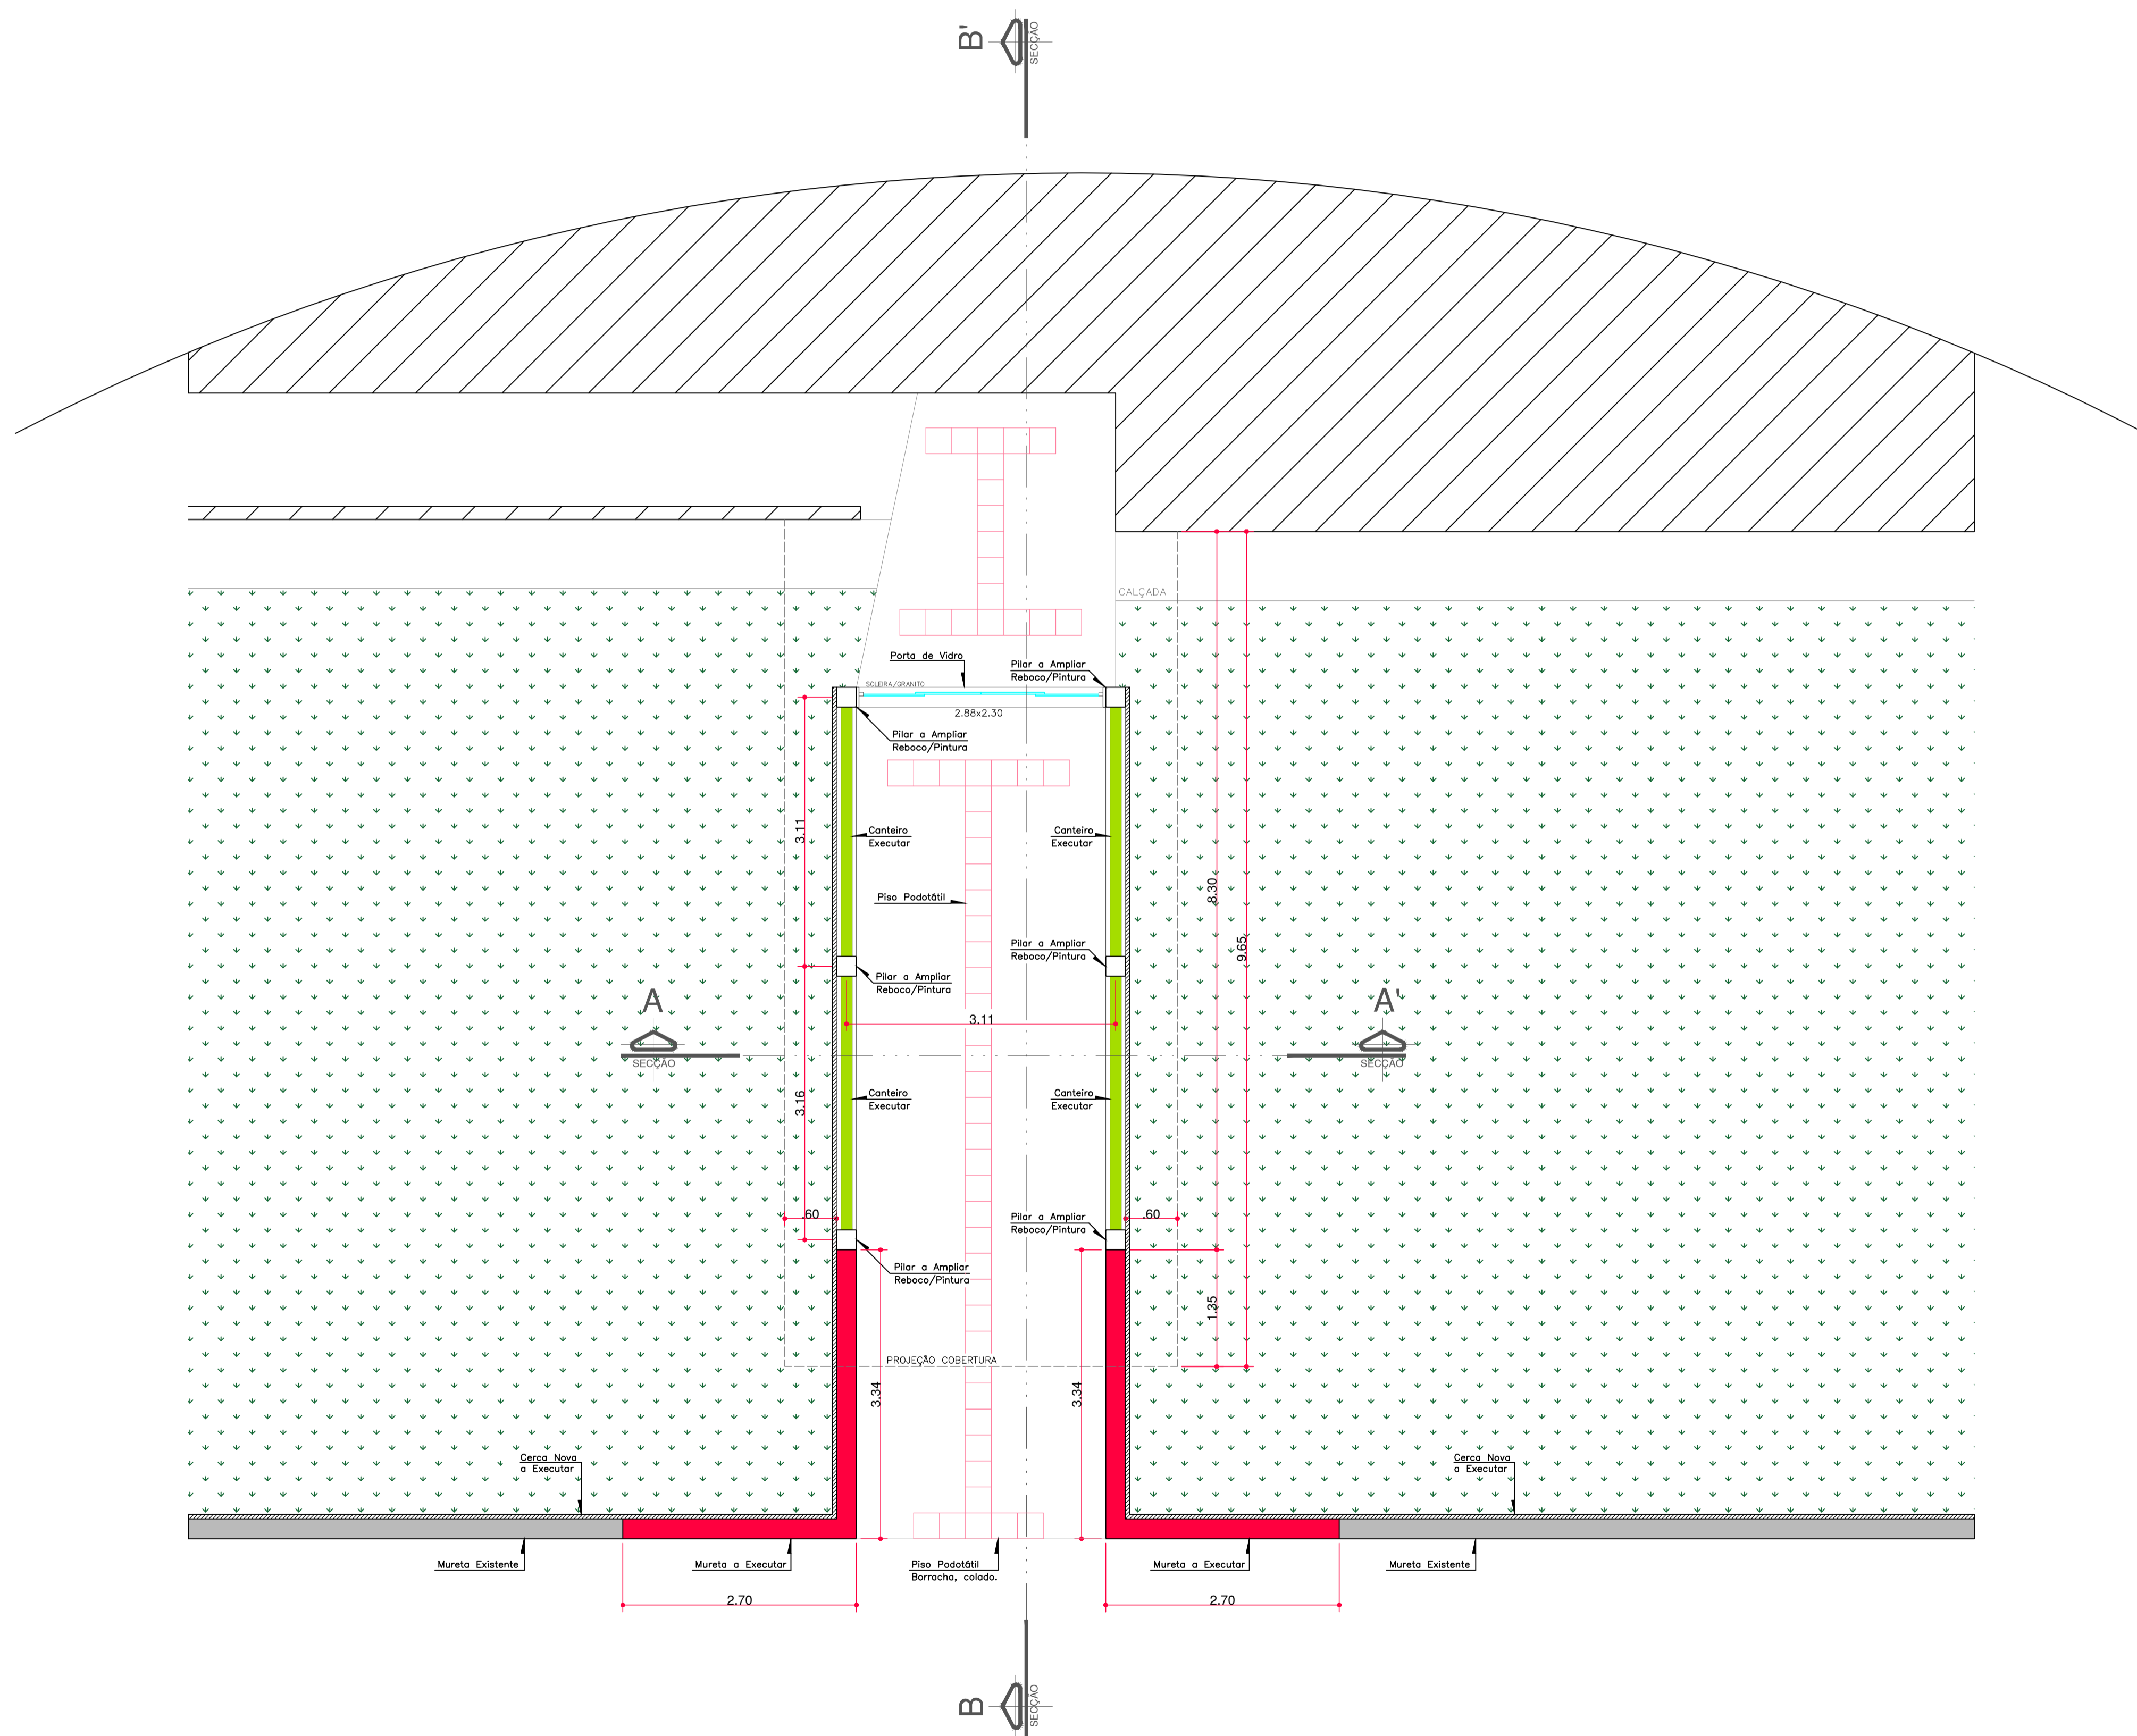 B'
SECÇÃO
CALÇADA
Porta de Vidro
Pilar a Ampliar
Reboco/Pintura
SOLEIRA/GRANITO
2.88x2.30
Pilar a Ampliar
Reboco/Pintura
3.11
Canteiro
Executar
Canteiro
Executar
8.30
Piso Podotátil
9.65
Pilar a Ampliar
Reboco/Pintura
Pilar a Ampliar
Reboco/Pintura
A
SECÇÃO
A'
SECÇÃO
3.11
3.16
Canteiro
Executar
Canteiro
Executar
.60
Pilar a Ampliar
Reboco/Pintura
.60
Pilar a Ampliar
Reboco/Pintura
1.35
PROJEÇÃO COBERTURA
3.34
3.34
Cerca Nova
a Executar
Cerca Nova
a Executar
Mureta Existente
Mureta a Executar
Piso Podotátil
Borracha, colado.
Mureta a Executar
Mureta Existente
2.70
2.70
B
SECÇÃO